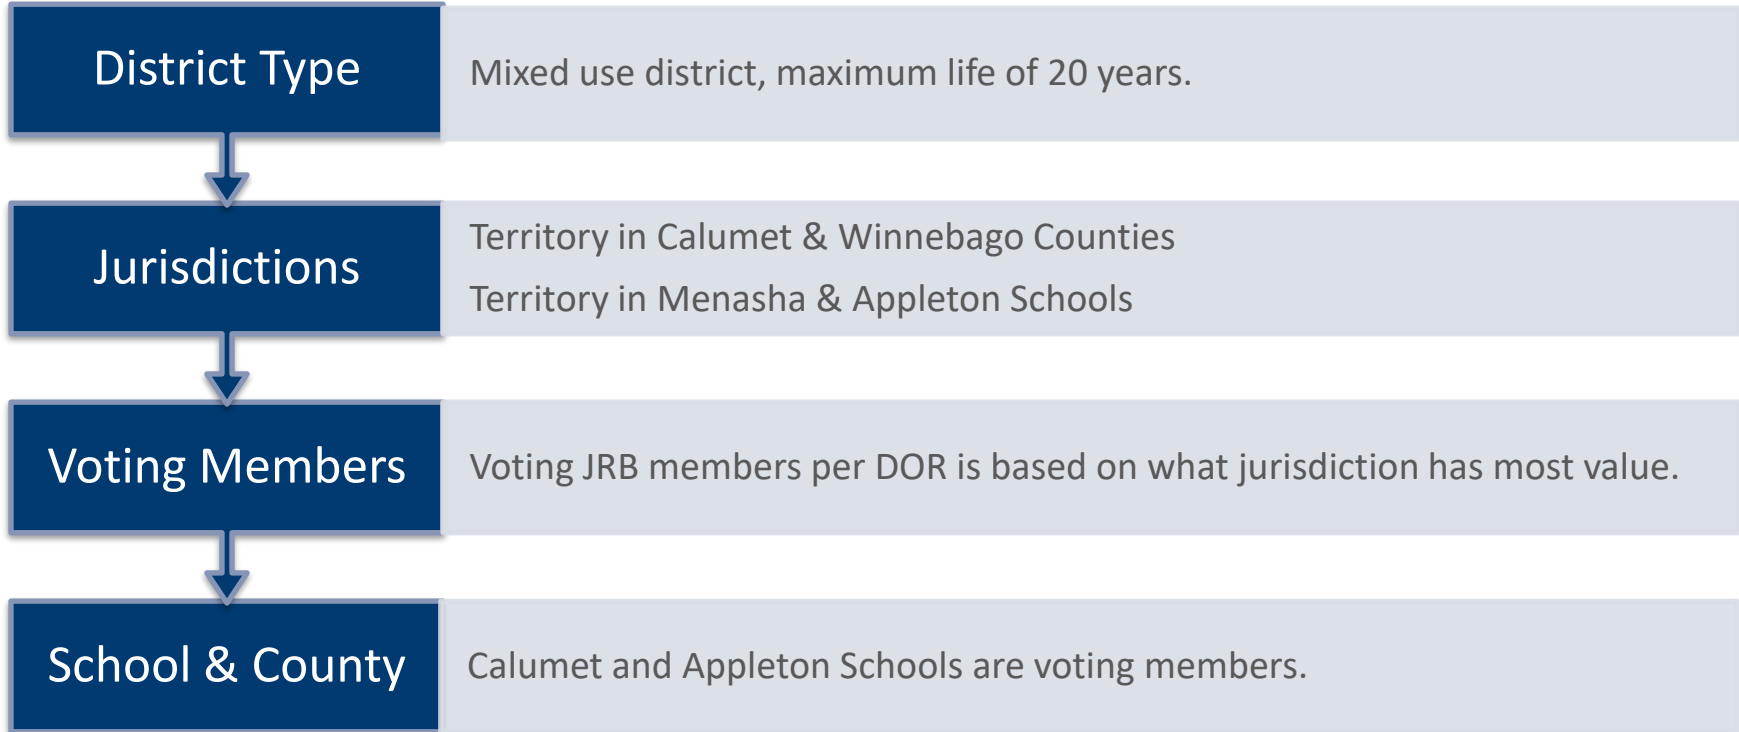 District Type
Mixed use district, maximum life of 20 years.
Jurisdictions
Territory in Calumet & Winnebago Counties
Territory in Menasha & Appleton Schools
Voting Members
Voting JRB members per DOR is based on what jurisdiction has most value.
School & County
Calumet and Appleton Schools are voting members.